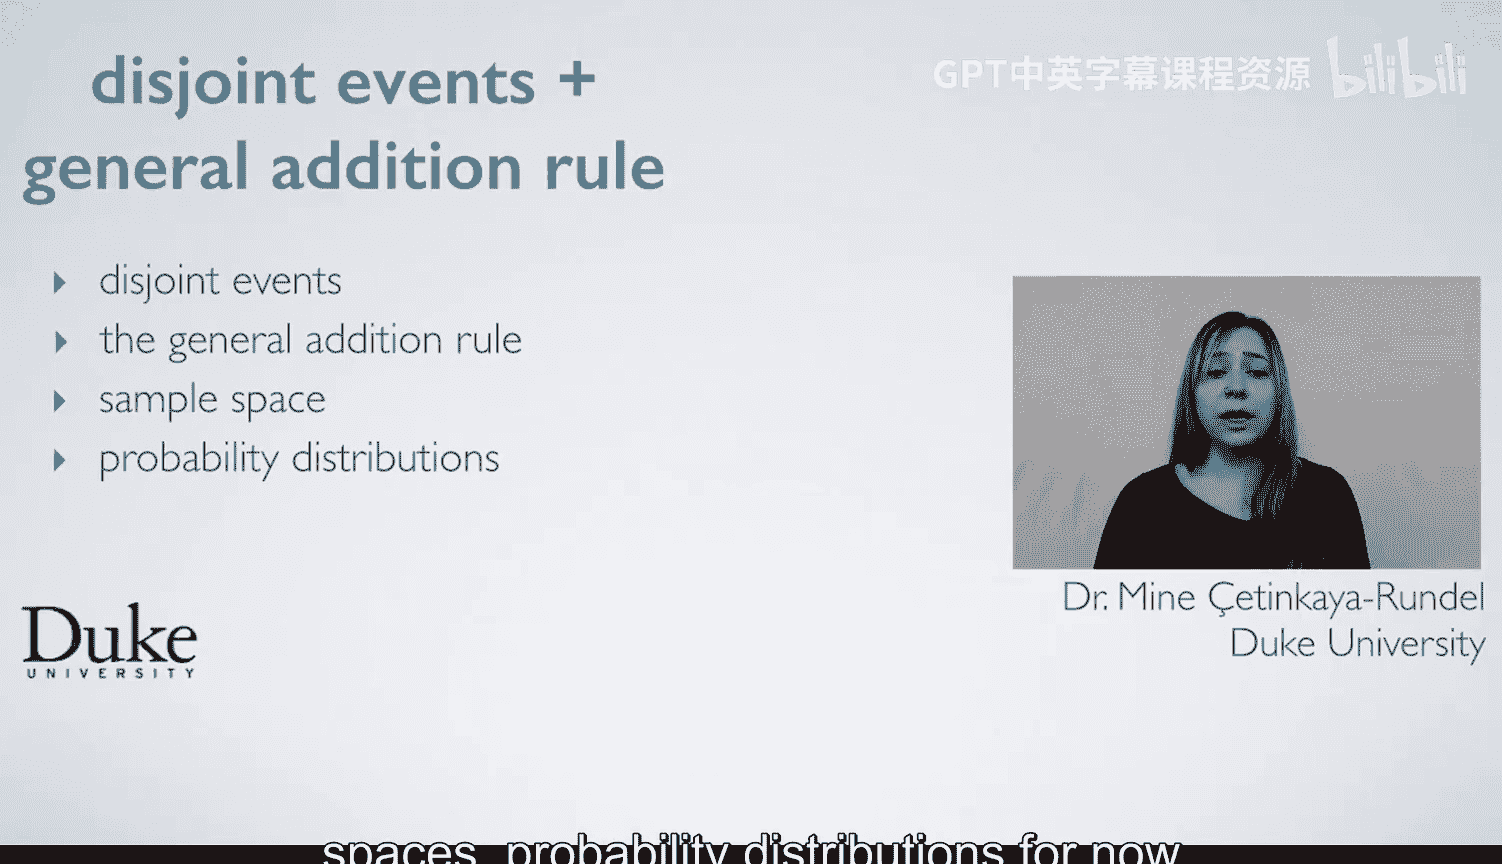 disjoint events +
general addition rule
GPT中英字幕课程资源 bilibili
disjoint events
the general addition rule
sample space
probability distributions
Dr. Mine Çetinkaya-Rundel
Duke University
Duke
UNIVERSITY
spaces, probability distributions for now